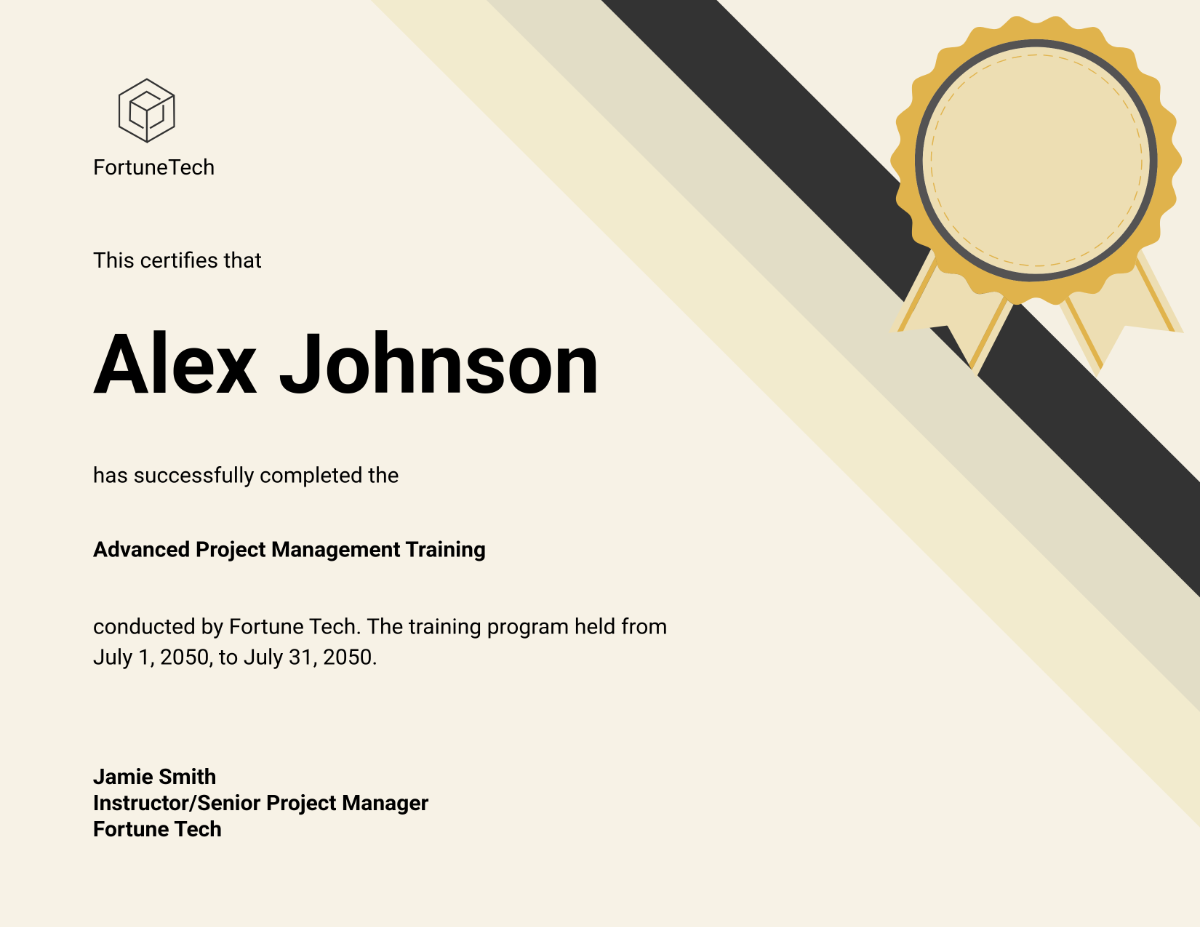 FortuneTech
This certifies that
Alex Johnson
has successfully completed the
Advanced Project Management Training
conducted by Fortune Tech. The training program held from
July 1, 2050, to July 31, 2050.
Jamie Smith
Instructor/Senior Project Manager
Fortune Tech